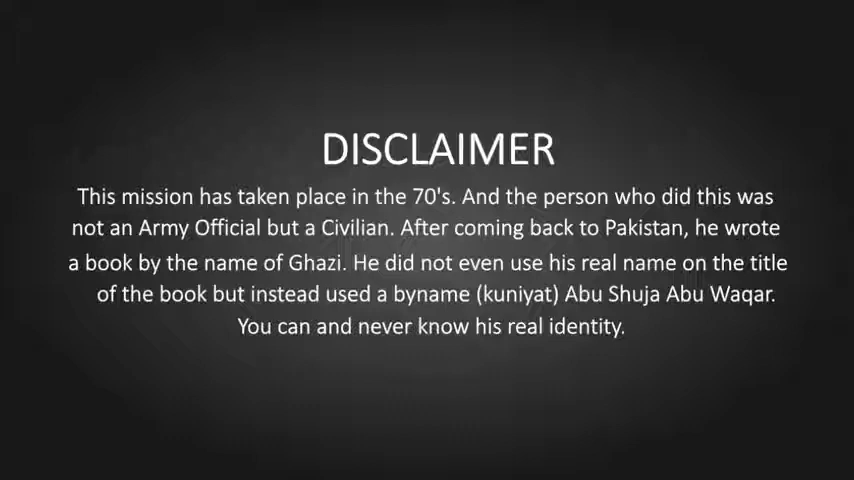 DISCLAIMER
This mission has taken place in the 70's. And the person who did this was
not an Army Official but a Civilian. After coming back to Pakistan, he wrote
a book by the name of Ghazi. He did not even use his real name on the title
of the book but instead used a byname (kuniyat) Abu Shuja Abu Waqar.
You can and never know his real identity.